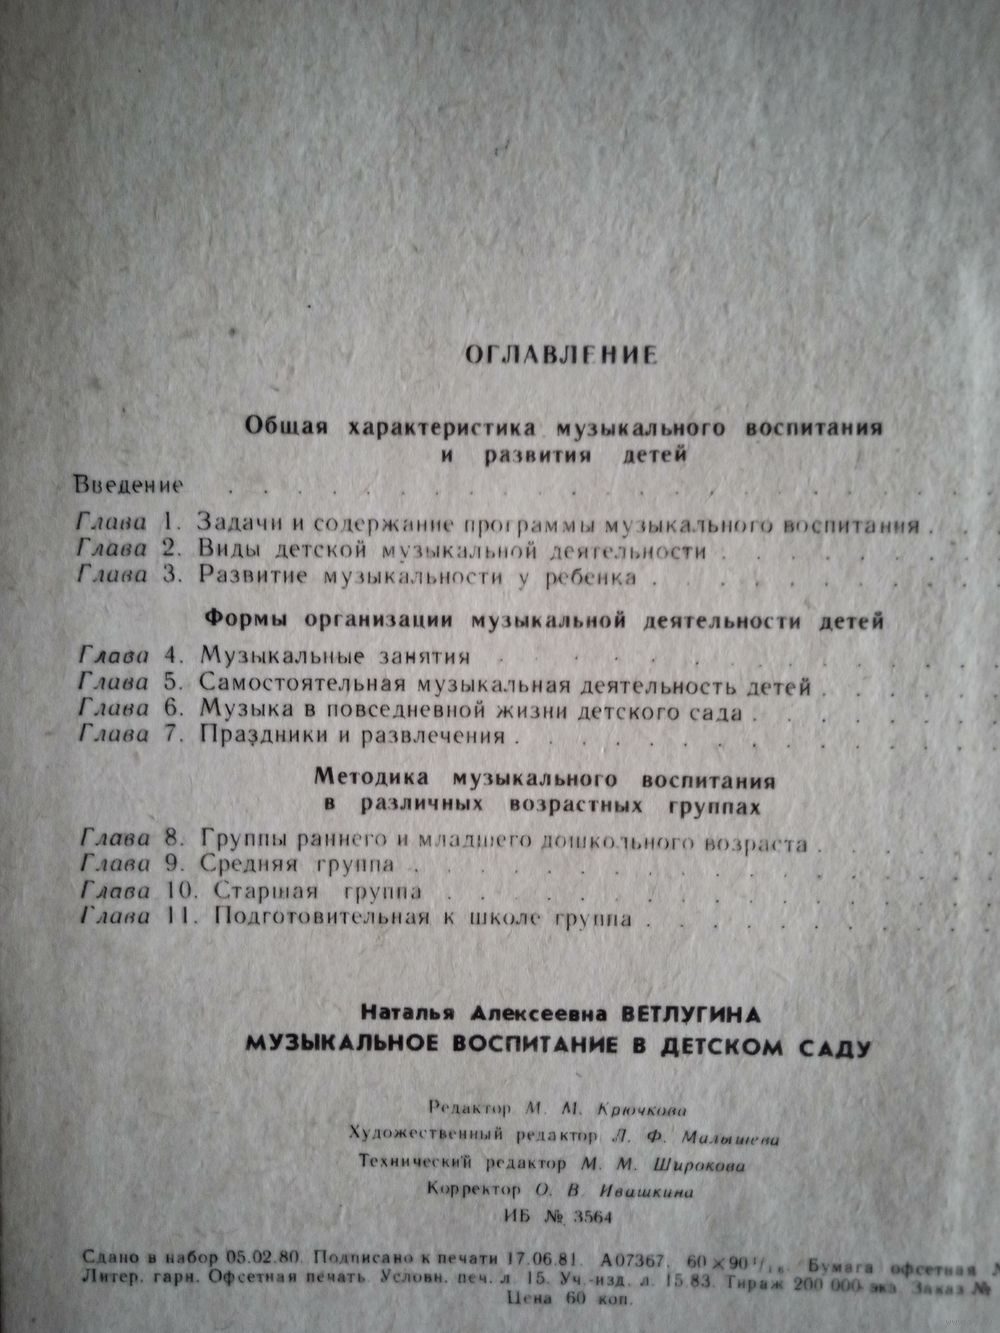 ОГЛАВЛЕНИЕ
Общая характеристика музыкального воспитания
и развития детей
Введение . . . . . . . . . . . . . .
Глава 1. Задачи и содержание программы музыкального воспитания . .
Глава 2. Виды детской музыкальной деятельности . . . . . . . .
Глава 3. Развитие музыкальности у ребенка . . . . . . . . .
Формы организации музыкальной деятельности детей
Глава 4. Музыкальные занятия . . . . . . . . . .
Глава 5. Самостоятельная музыкальная деятельность детей . . . . .
Глава 6. Музыка в повседневной жизни детского сада . . . . . .
Глава 7. Праздники и развлечения . . . . . . . . . .
Методика музыкального воспитания
в различных возрастных группах
Глава 8. Группы раннего и младшего дошкольного возраста . . . . .
Глава 9. Средняя группа . . . . . . . . . . .
Глава 10. Старшая группа . . . . . . . . . . .
Глава 11. Подготовительная к школе группа . . . . . . . .
Наталья Алексеевна ВЕТЛУГИНА
МУЗЫКАЛЬНОЕ ВОСПИТАНИЕ В ДЕТСКОМ САДУ
Редактор М. М. Крючкова
Художественный редактор Л. Ф. Малышева
Технический редактор М. М. Широкова
Корректор О. В. Ивашкина
ИБ № 3564
Сдано в набор 05.02.80. Подписано к печати 17.06.81. А07367. 60×90 1/16. Бумага офсетная
Литер. гарн. Офсетная печать. Условн. печ. л. 15. Уч.-изд. л. 15.83. Тираж 200 000 экз. Заказ №
Цена 60 коп.